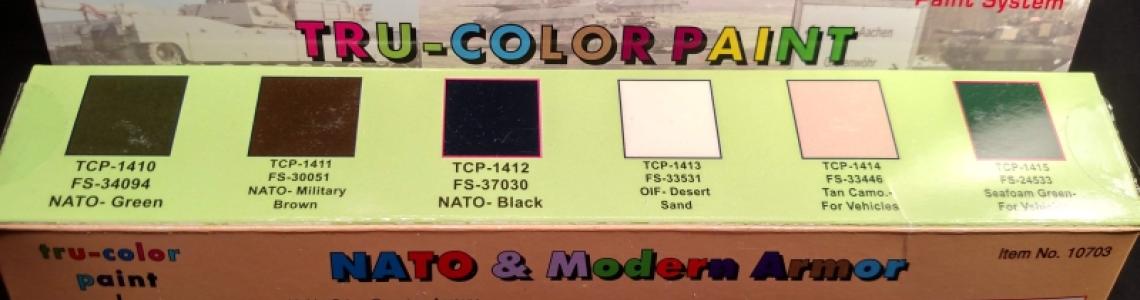 Paint System
TRU-COLOR PAINT
Aachen
TCP-1410
FS-34094
NATO- Green
TCP-1411
FS-30051
NATO- Military
Brown
TCP-1412
FS-37030
NATO- Black
TCP-1413
FS-33531
OIF- Desert
Sand
TCP-1414
FS-33446
Tan Camo.-
For Vehicles
TCP-1415
FS-24533
Seafoam Green-
For
tru-color
paint
NATO & Modern Armor
Item No. 10703